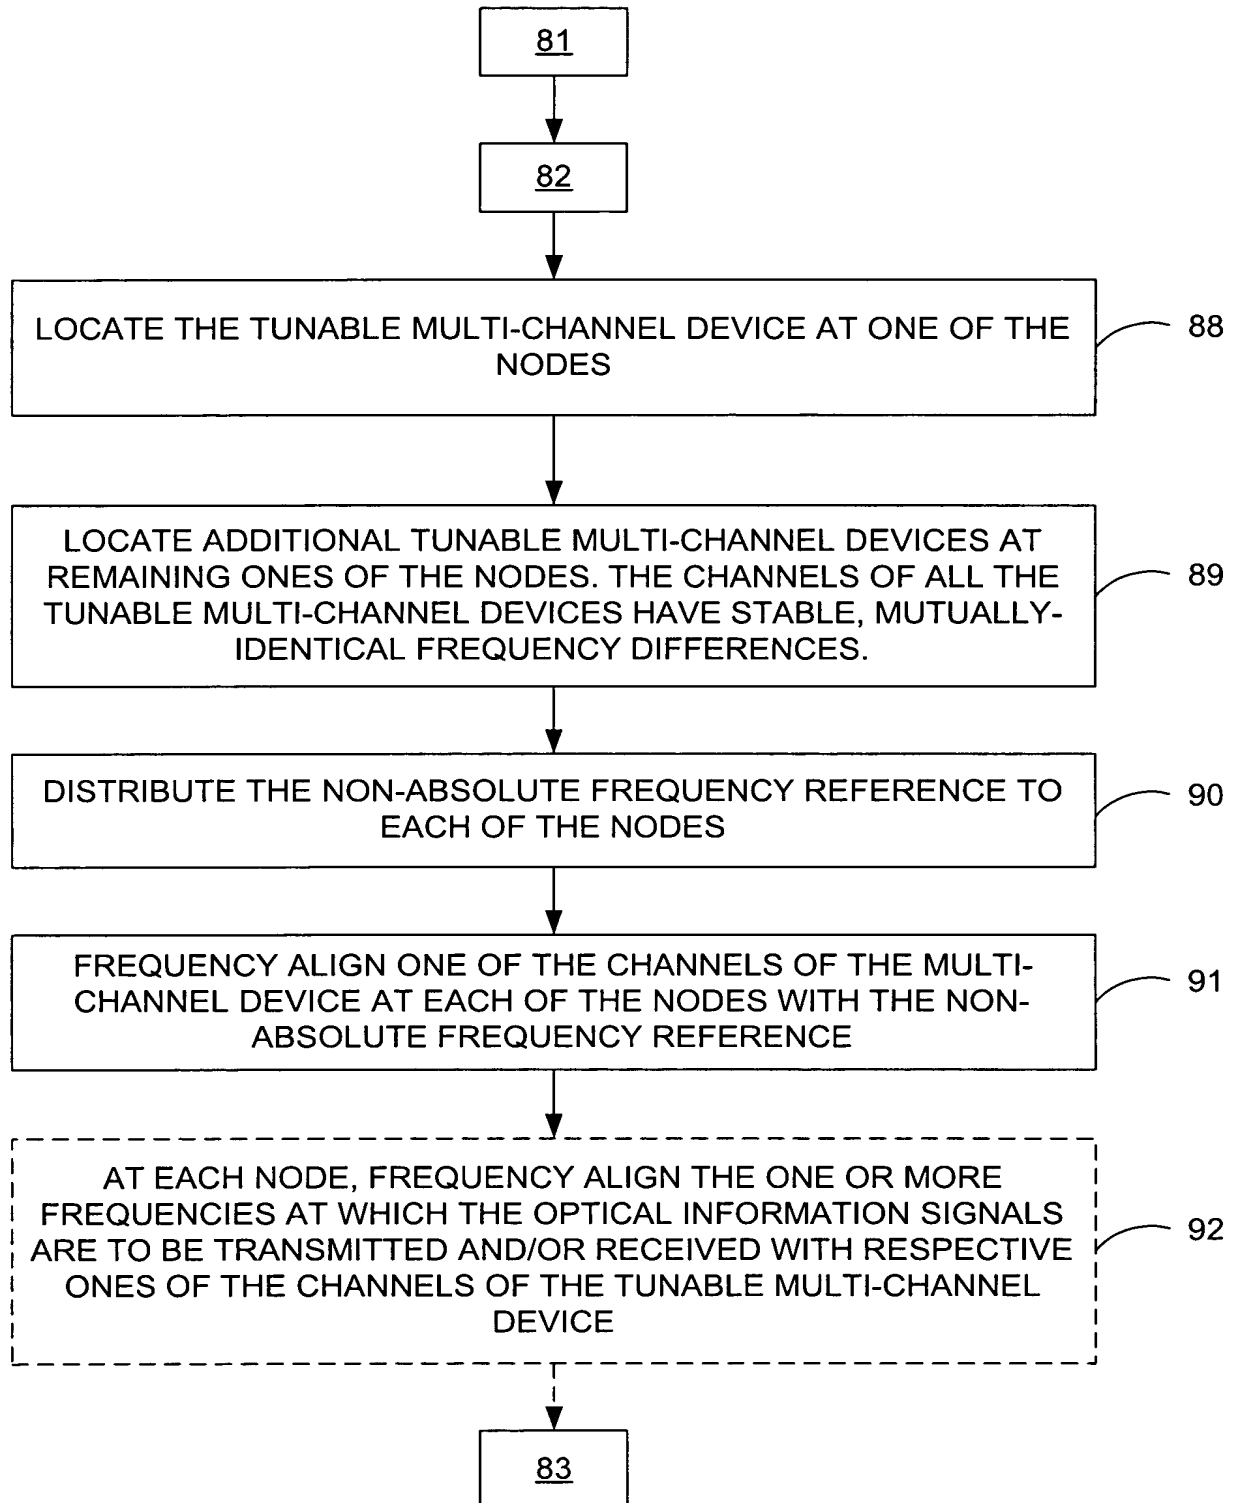 81
82
LOCATE THE TUNABLE MULTI-CHANNEL DEVICE AT ONE OF THE
NODES
88
LOCATE ADDITIONAL TUNABLE MULTI-CHANNEL DEVICES AT
REMAINING ONES OF THE NODES. THE CHANNELS OF ALL THE
TUNABLE MULTI-CHANNEL DEVICES HAVE STABLE, MUTUALLY-
IDENTICAL FREQUENCY DIFFERENCES.
89
DISTRIBUTE THE NON-ABSOLUTE FREQUENCY REFERENCE TO
EACH OF THE NODES
90
FREQUENCY ALIGN ONE OF THE CHANNELS OF THE MULTI-
CHANNEL DEVICE AT EACH OF THE NODES WITH THE NON-
ABSOLUTE FREQUENCY REFERENCE
91
AT EACH NODE, FREQUENCY ALIGN THE ONE OR MORE
FREQUENCIES AT WHICH THE OPTICAL INFORMATION SIGNALS
ARE TO BE TRANSMITTED AND/OR RECEIVED WITH RESPECTIVE
ONES OF THE CHANNELS OF THE TUNABLE MULTI-CHANNEL
DEVICE
92
83